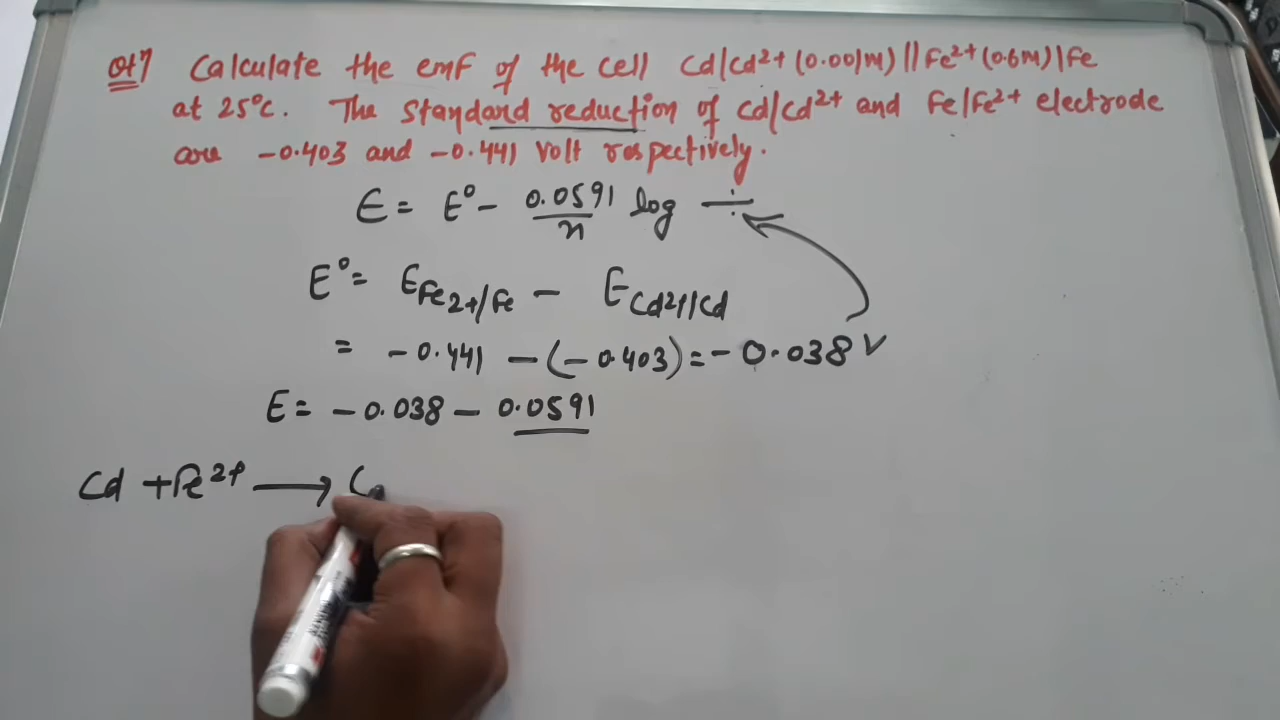 Q17 Calculate the emf of the cell Cd/Cd²⁺ (0.001M) || Fe²⁺ (0.6M) | Fe
at 25°C. The standard reduction of Cd/Cd²⁺ and Fe/Fe²⁺ electrode
are -0.403 and -0.441 volt respectively.
E = E° - 0.0591/n log ÷
E° = E Fe2+/Fe - E Cd2+/Cd
= -0.441 - (-0.403) = -0.038 V
E = -0.038 - 0.0591
Cd + Fe²⁺ ⟶ C